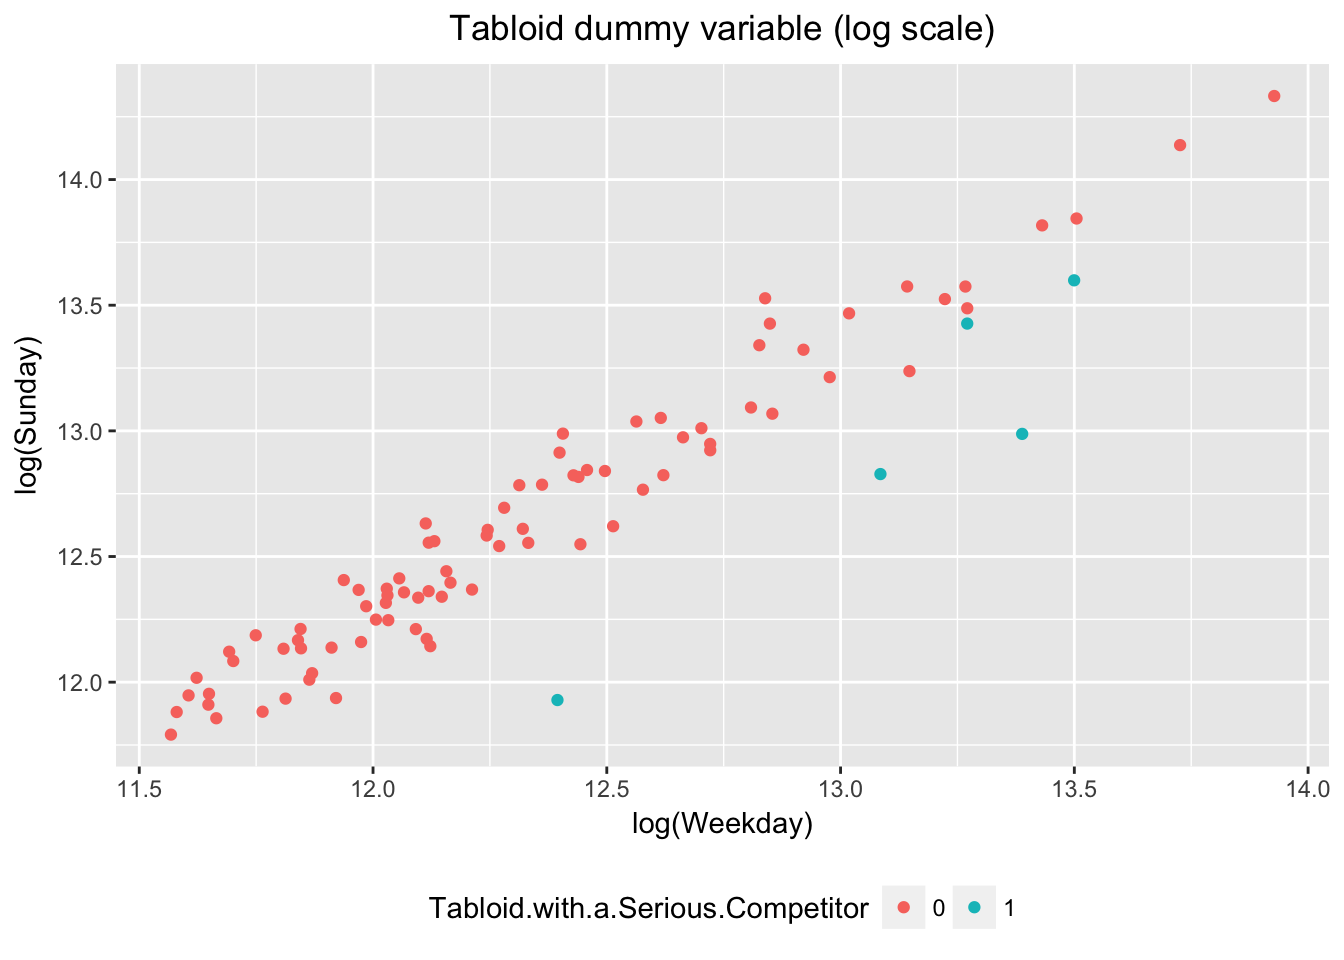 Tabloid dummy variable (log scale)
log(Sunday)
14.0
13.5
13.0
12.5
12.0
11.5 12.0 12.5 13.0 13.5 14.0
log(Weekday)
Tabloid.with.a.Serious.Competitor 0 1